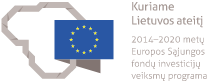 Kuriame
Lietuvos ateitį
2014–2020 metų
Europos Sąjungos
fondų investicijų
veiksmų programa